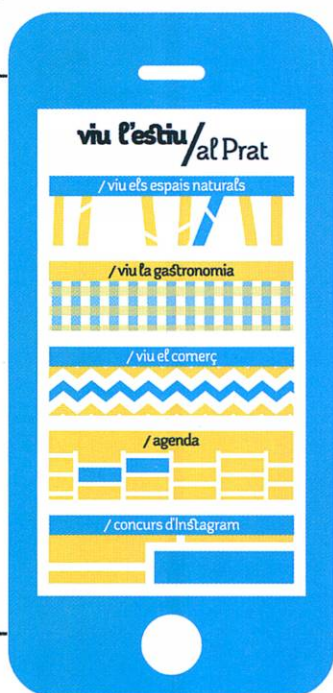 viu l'estiu/al Prat
/ viu els espais naturals
/ viu la gastronomia
/ viu el comerç
/ agenda
/ concurs d'Instagram